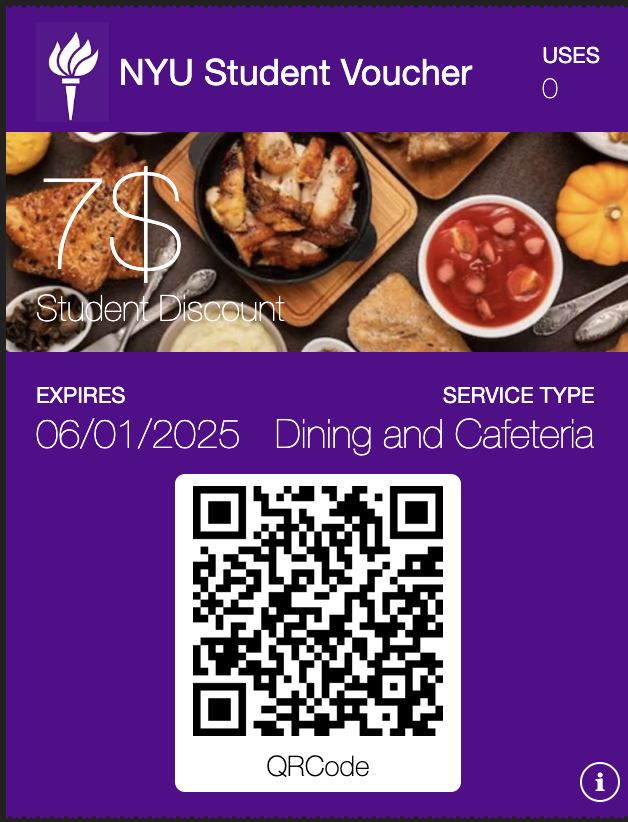 NYU Student Voucher
USES
0
7$
Student Discount
EXPIRES
SERVICE TYPE
06/01/2025
Dining and Cafeteria
QRCode
i